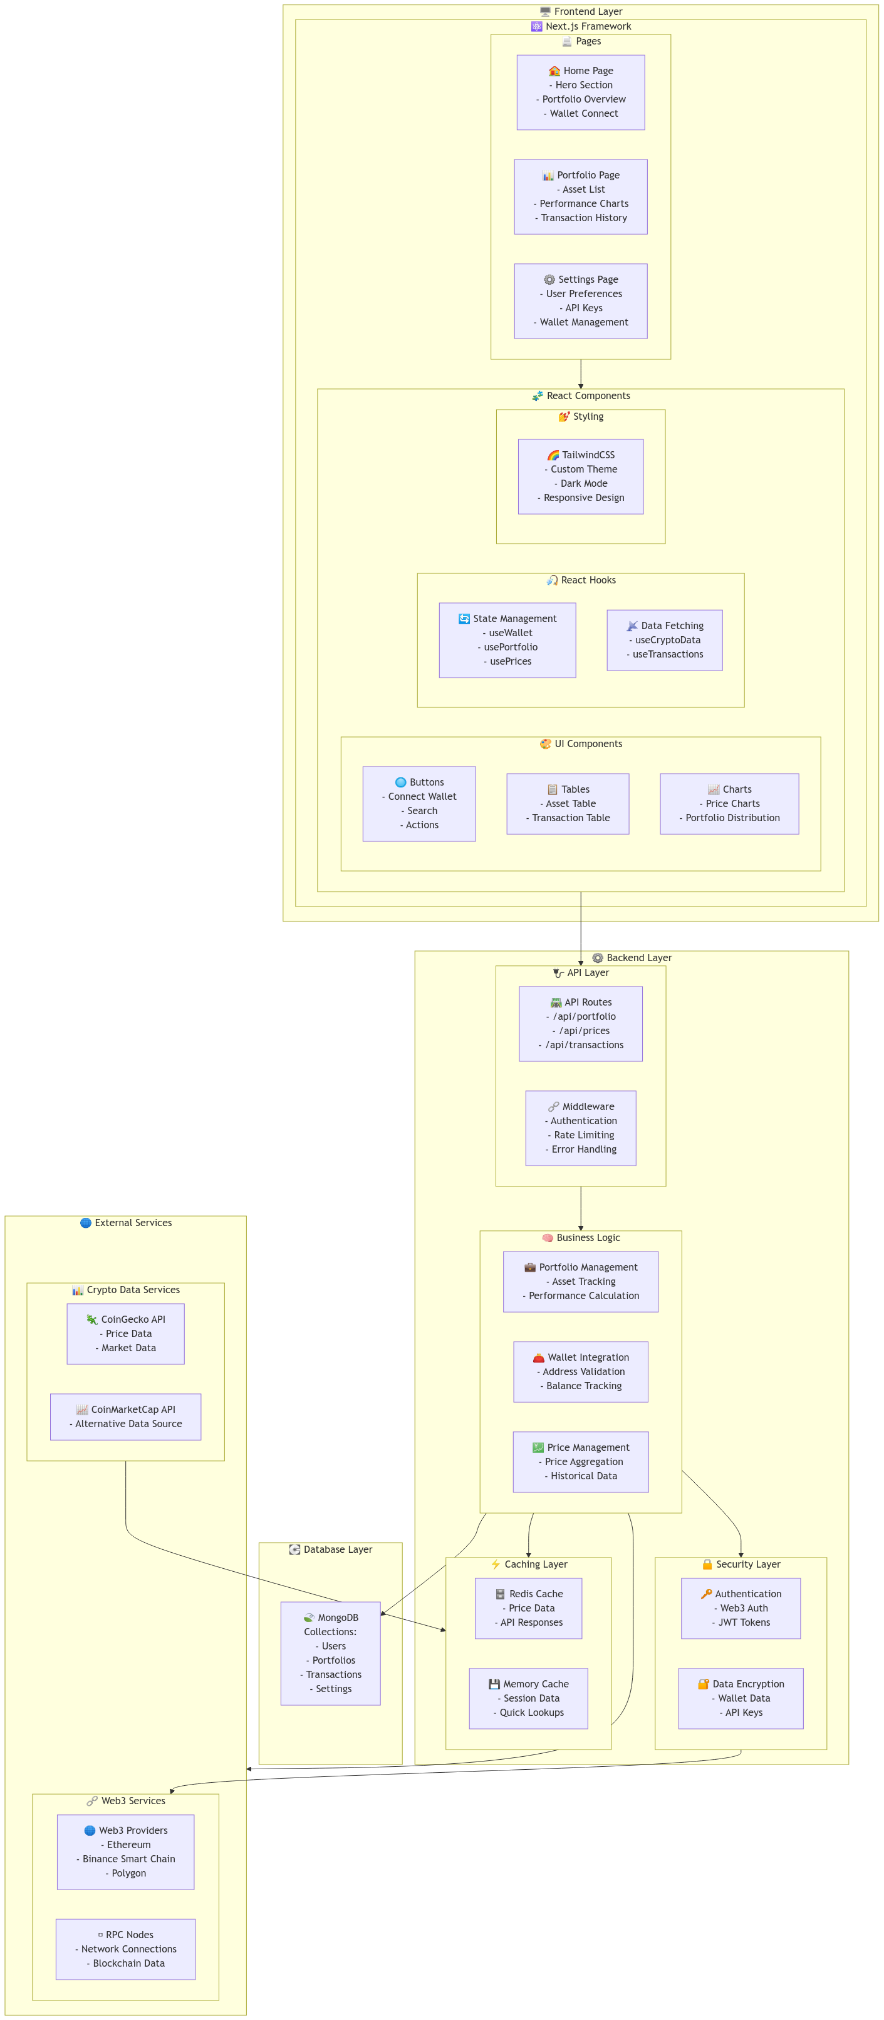 🖥️ Frontend Layer
⚛️ Next.js Framework
📃 Pages
🏠 Home Page
- Hero Section
- Portfolio Overview
- Wallet Connect
📊 Portfolio Page
- Asset List
- Performance Charts
- Transaction History
⚙️ Settings Page
- User Preferences
- API Keys
- Wallet Management
🧩 React Components
💅 Styling
🌈 TailwindCSS
- Custom Theme
- Dark Mode
- Responsive Design
🎣 React Hooks
🔄 State Management
- useWallet
- usePortfolio
- usePrices
📡 Data Fetching
- useCryptoData
- useTransactions
🎨 UI Components
🔘 Buttons
- Connect Wallet
- Search
- Actions
📋 Tables
- Asset Table
- Transaction Table
📈 Charts
- Price Charts
- Portfolio Distribution
⚙️ Backend Layer
🔌 API Layer
🛣️ API Routes
- /api/portfolio
- /api/prices
- /api/transactions
🔗 Middleware
- Authentication
- Rate Limiting
- Error Handling
🧠 Business Logic
💼 Portfolio Management
- Asset Tracking
- Performance Calculation
👛 Wallet Integration
- Address Validation
- Balance Tracking
💹 Price Management
- Price Aggregation
- Historical Data
⚡ Caching Layer
🗄️ Redis Cache
- Price Data
- API Responses
💾 Memory Cache
- Session Data
- Quick Lookups
🔒 Security Layer
🔑 Authentication
- Web3 Auth
- JWT Tokens
🔐 Data Encryption
- Wallet Data
- API Keys
💽 Database Layer
🍃 MongoDB
Collections:
- Users
- Portfolios
- Transactions
- Settings
🌐 External Services
📊 Crypto Data Services
🦎 CoinGecko API
- Price Data
- Market Data
📈 CoinMarketCap API
- Alternative Data Source
🔗 Web3 Services
🌐 Web3 Providers
- Ethereum
- Binance Smart Chain
- Polygon
RPC Nodes
- Network Connections
- Blockchain Data